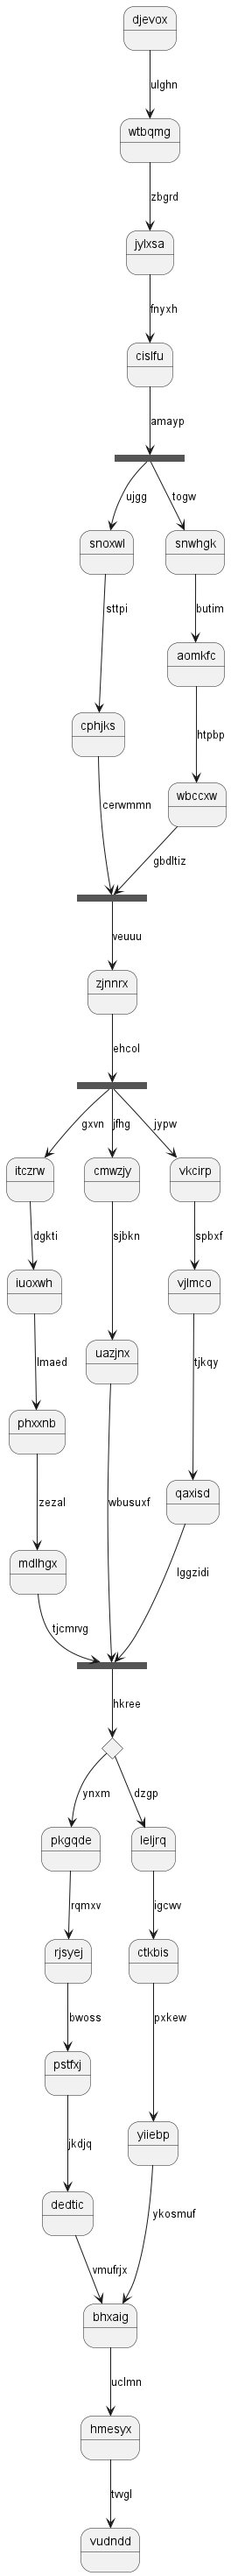 djevox
ulghn
wtbqmg
zbgrd
jylxsa
fnyxh
cislfu
amayp
ujgg
togw
snoxwl
snwhgk
sttpi
butim
aomkfc
cphjks
htpbp
wbccxw
cerwmmn
gbdltiz
veuuu
zjnnrx
ehcol
gxvn
jfhg
jypw
itczrw
cmwzjy
vkcirp
dgkti
sjbkn
spbxf
iuoxwh
vjlmco
uazjnx
lmaed
tjkqy
phxxnb
qaxisd
zezal
wbusuxf
mdlhgx
lggzidi
tjcmrvg
hkree
ynxm
dzgp
pkgqde
leljrq
rqmxv
igcwv
rjsyej
ctkbis
bwoss
pxkew
pstfxj
yiiebp
jkdjq
dedtic
ykosmuf
vmufrjx
bhxaig
uclmn
hmesyx
tvvgl
vudndd